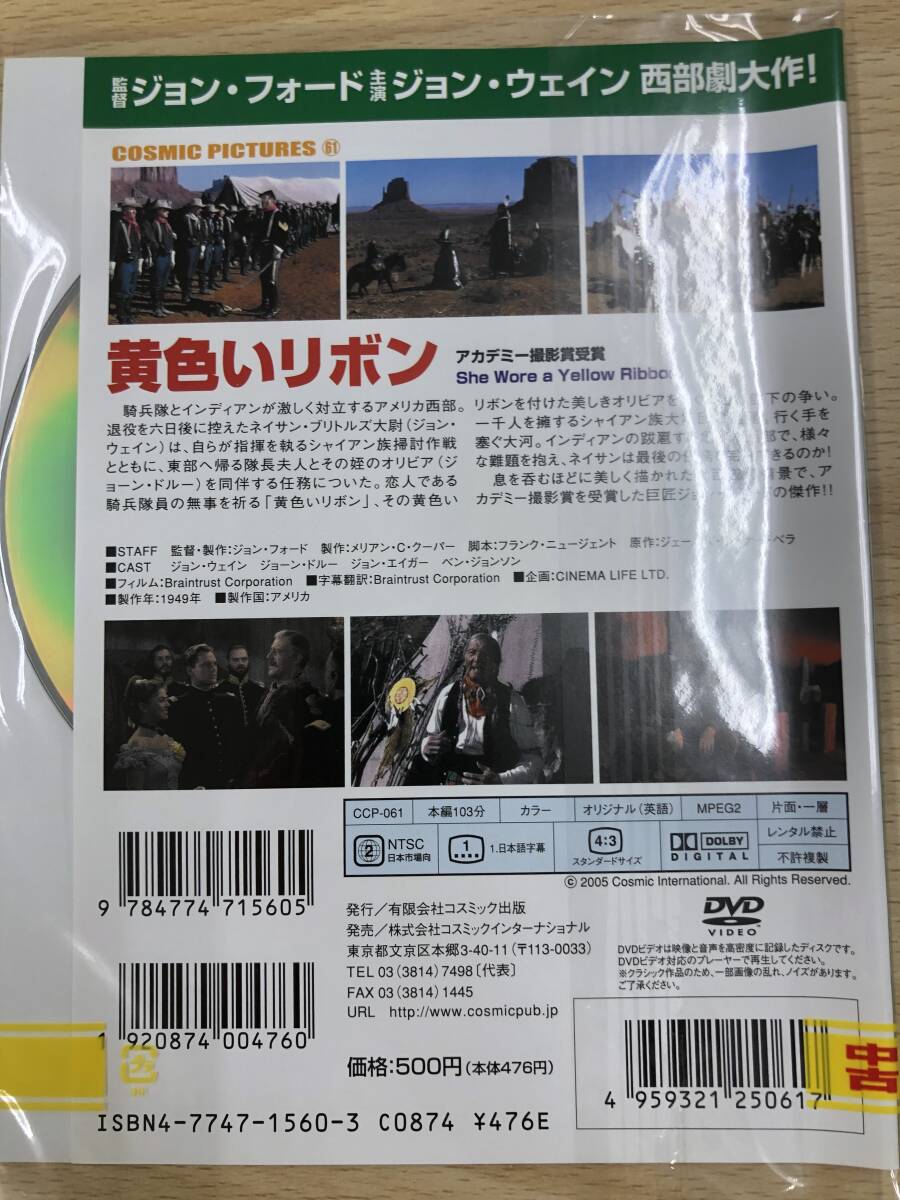 監督 ジョン・フォード 主演 ジョン・ウェイン 西部劇大作!
COSMIC PICTURES 61
黄色いリボン
アカデミー撮影賞受賞
She Wore a Yellow
騎兵隊とインディアンが激しく対立するアメリカ西部。
退役を六日後に控えたネイサン・ブリトルズ大尉(ジョン・
ウェイン)は、自らが指揮を執るシャイアン族掃討作戦
とともに、東部へ帰る隊長夫人とその姪のオリビア(ジ
ョーン・ドルー)を同伴する任務についた。恋人である
騎兵隊員の無事を祈る「黄色いリボン」、その黄色い
リボンを付けた美しきオリビアを 下の争い。
一千人を擁するシャイアン族大 行く手を
塞ぐ大河。インディアンの跋扈す 部で、様々
な難題を抱え、ネイサンは最後の きるのか!
息を呑むほどに美しく描かれた 景で、ア
カデミー撮影賞を受賞した巨匠ジョ の傑作!!
■STAFF 監督・製作:ジョン・フォード 製作:メリアン・C・クーパー 脚本:フランク・ニュージェント 原作:ジェー ベラ
■CAST ジョン・ウェイン ジョーン・ドルー ジョン・エイガー ベン・ジョンソン
■フィルム:Braintrust Corporation ■字幕翻訳:Braintrust Corporation ■企画:CINEMA LIFE LTD.
■製作年:1949年 ■製作国:アメリカ
CCP-061 本編103分 カラー オリジナル(英語) MPEG2 片面・一層
2 NTSC 日本市場向 1 1.日本語字幕 4:3 スタンダードサイズ DOLBY DIGITAL レンタル禁止
不許複製
© 2005 Cosmic International. All Rights Reserved.
9 784774 715605
発行/有限会社コスミック出版
発売/株式会社コスミックインターナショナル
東京都文京区本郷3-40-11(〒113-0033)
TEL 03(3814)7498〔代表〕
FAX 03(3814)1445
URL http://www.cosmicpub.jp
DVD VIDEO
DVDビデオは映像と音声を高密度に記録したディスクです。
DVDビデオ対応のプレーヤーで再生してください。
※クラシック作品のため、一部画像の乱れ、ノイズがあります。
ご了承ください。
1920874 004760
価格:500円(本体476円)
4 959321 250617
中古
ISBN4-7747-1560-3 C0874 ¥476E